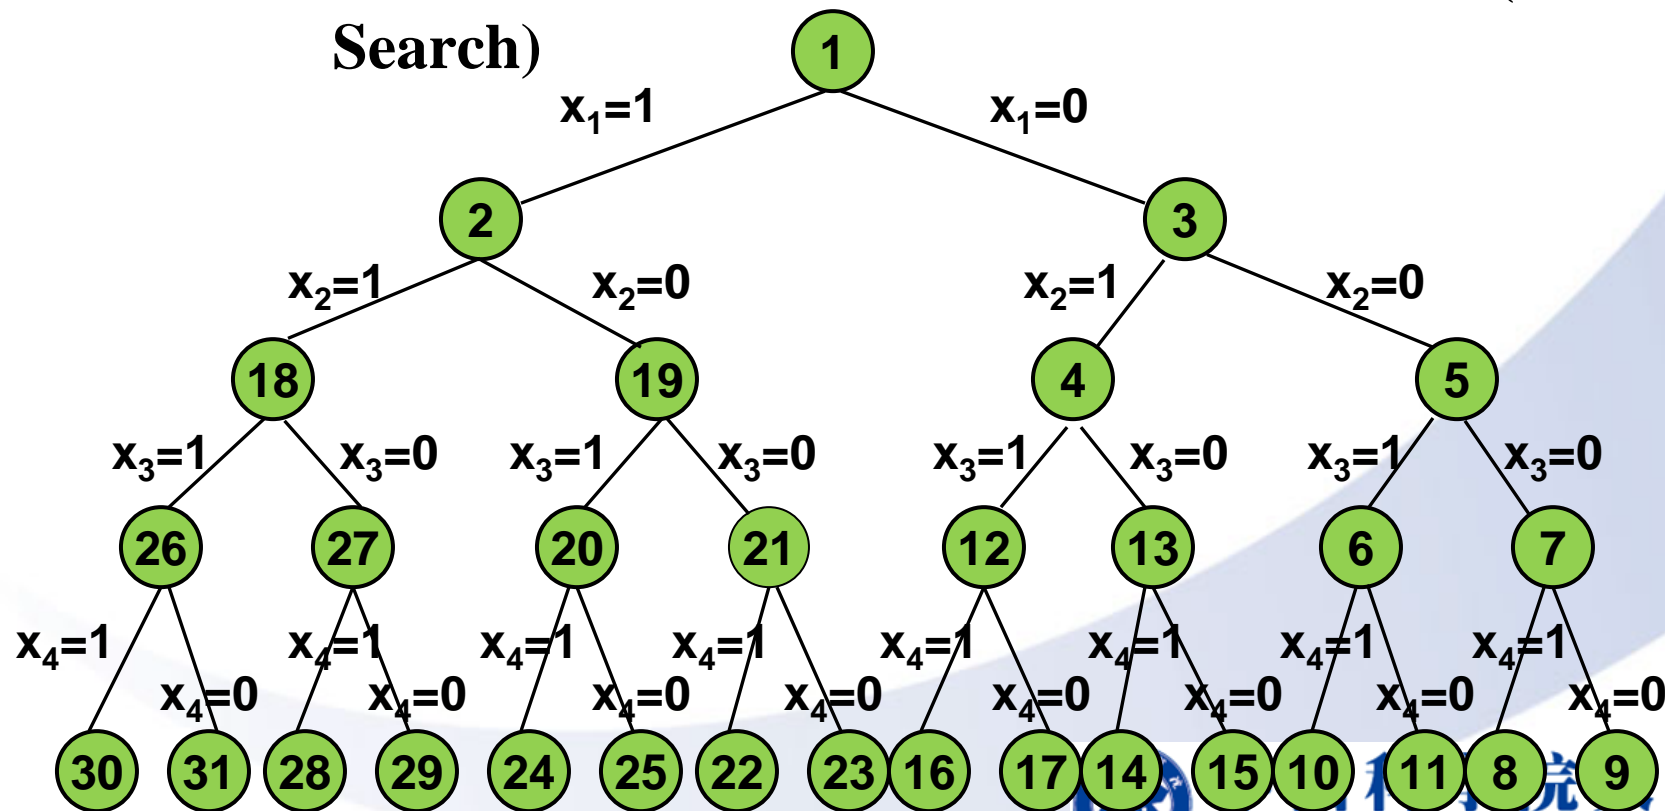 Search)
1
x₁=1 x₁=0
2 3
x₂=1 x₂=0 x₂=1 x₂=0
18 19 4 5
x₃=1 x₃=0 x₃=1 x₃=0 x₃=1 x₃=0 x₃=1 x₃=0
26 27 20 21 12 13 6 7
x₄=1 x₄=1 x₄=1 x₄=1 x₄=1 x₄=1 x₄=1 x₄=1
x₄=0 x₄=0 x₄=0 x₄=0 x₄=0 x₄=0 x₄=0 x₄=0
30 31 28 29 24 25 22 23 16 17 14 15 10 11 8 9